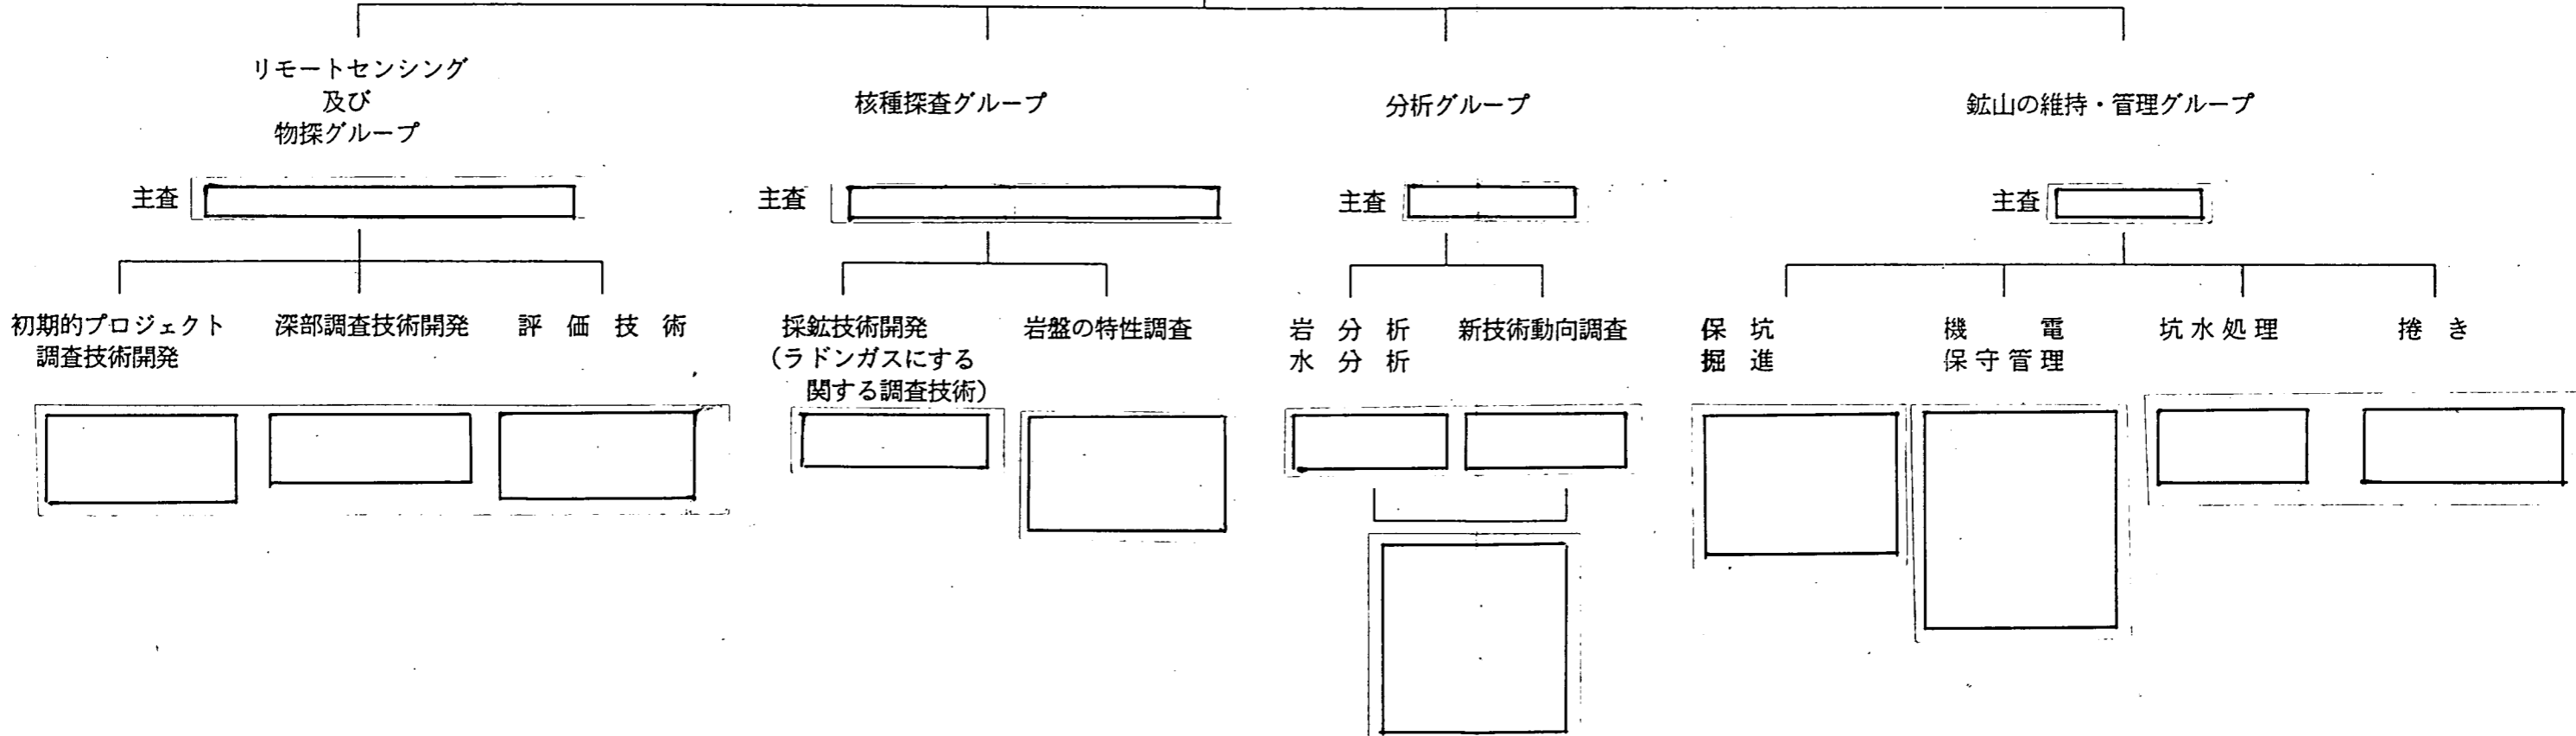 リモートセンシング
及び
物探グループ
核種探査グループ
分析グループ
鉱山の維持・管理グループ
主査
主査
主査
主査
初期的プロジェクト
調査技術開発
深部調査技術開発
評 価 技 術
採鉱技術開発
（ラドンガスにする
関する調査技術）
岩盤の特性調査
岩 分 析
水 分 析
新技術動向調査
保 坑
掘 進
機 電
保守管理
坑水処理
捲 き